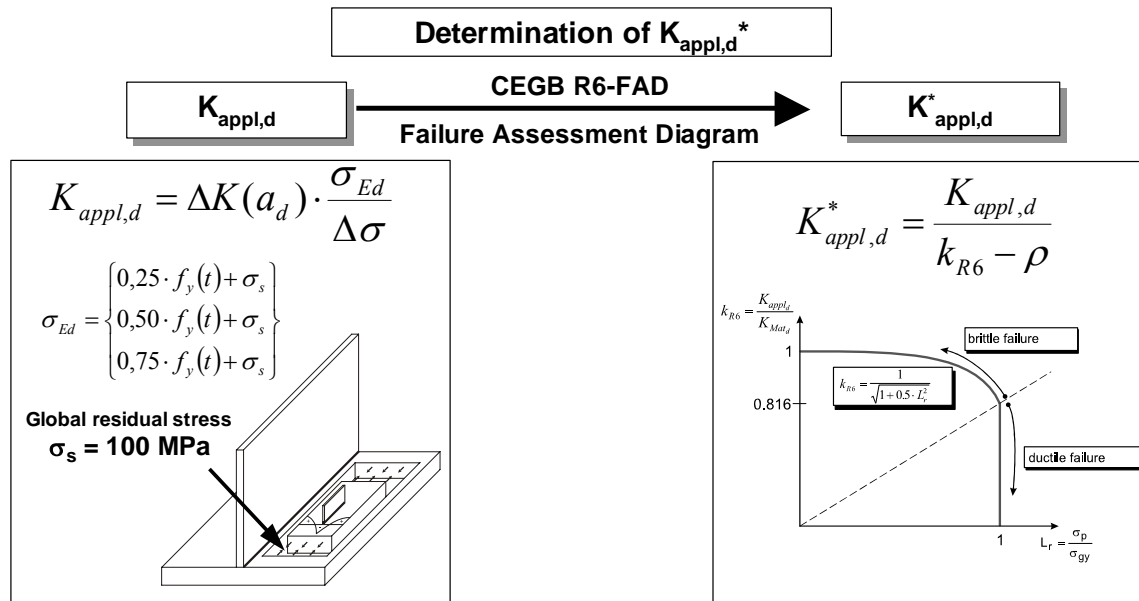 Determination of K_appl,d*
K_appl,d
CEGB R6-FAD
Failure Assessment Diagram
K*_appl,d
K_appl,d = ΔK(a_d) · σ_Ed / Δσ
σ_Ed = { 0,25 · f_y(t) + σ_s
0,50 · f_y(t) + σ_s
0,75 · f_y(t) + σ_s }
Global residual stress
σ_s = 100 MPa
K*_appl,d = K_appl,d / (k_R6 − ρ)
k_R6 = K_appl_d / K_Mat_d
brittle failure
1
k_R6 = 1 / √(1 + 0.5 · L_r^2)
0.816
ductile failure
1
L_r = σ_p / σ_gy